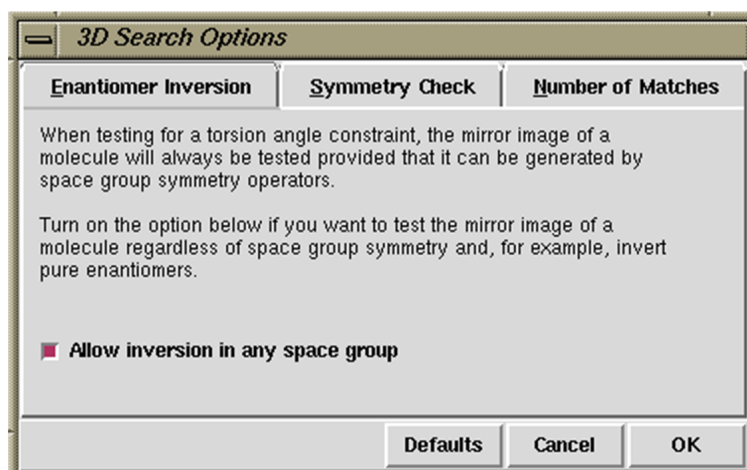 3D Search Options
Enantiomer Inversion
Symmetry Check
Number of Matches
When testing for a torsion angle constraint, the mirror image of a
molecule will always be tested provided that it can be generated by
space group symmetry operators.
Turn on the option below if you want to test the mirror image of a
molecule regardless of space group symmetry and, for example, invert
pure enantiomers.
Allow inversion in any space group
Defaults
Cancel
OK